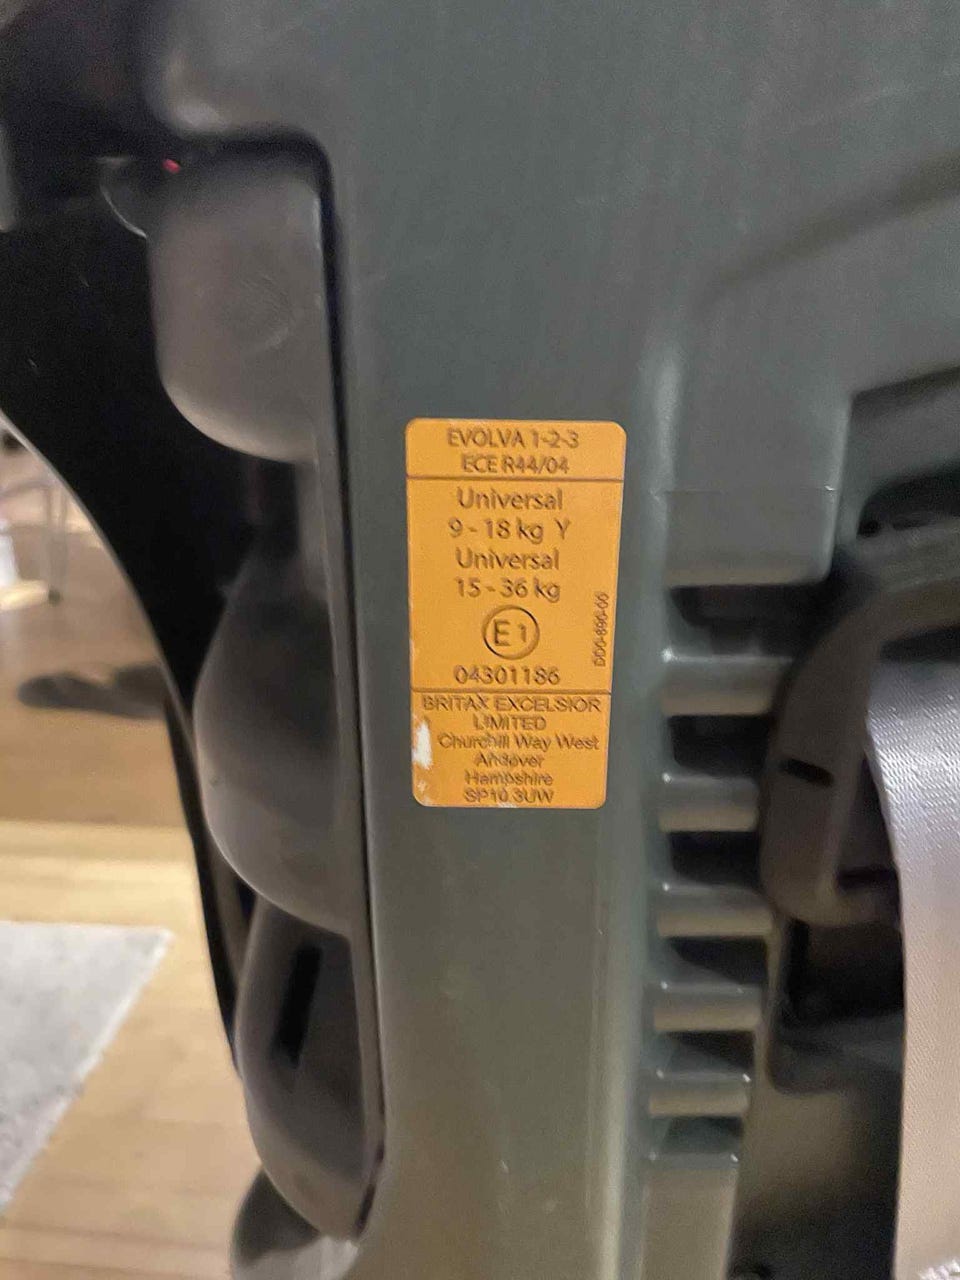 EVOLVA 1-2-3
ECE R44/04
Universal
9 - 18 kg Y
Universal
15 - 36 kg
E1
04301186
BRITAX EXCELSIOR
LIMITED
Churchill Way West
Andover
Hampshire
SP10 3UW